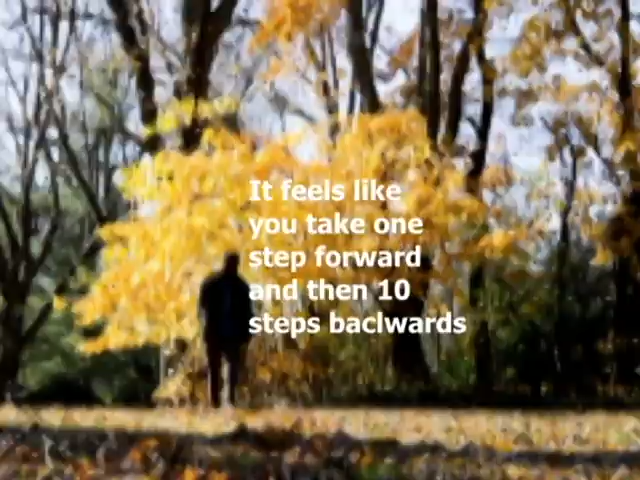 It feels like
you take one
step forward
and then 10
steps baclwards